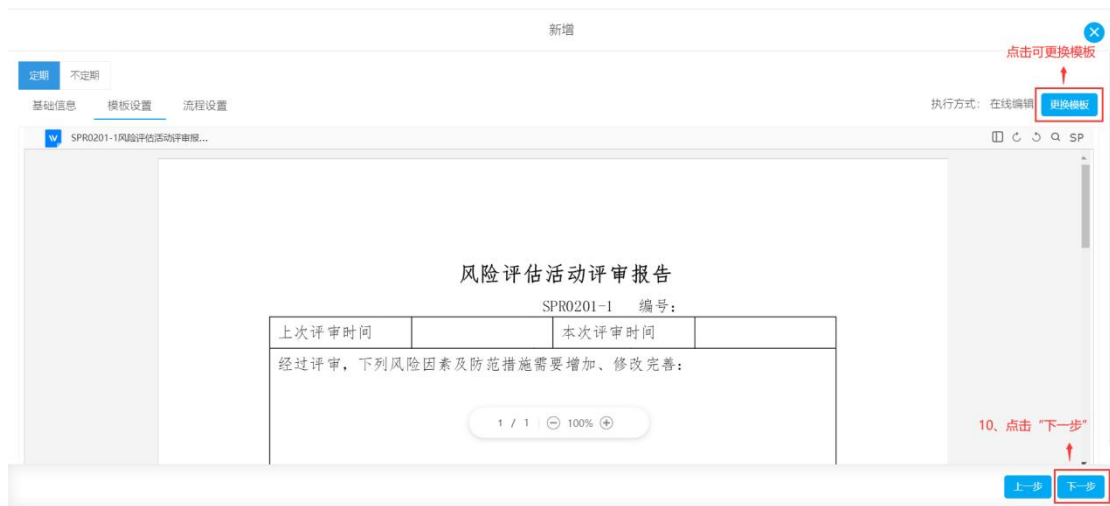 新增
点击可更换模板
定期 不定期
基础信息 模板设置 流程设置 执行方式: 在线编辑 更换模板
W SPR0201-1风险评估活动评审报... SP
风险评估活动评审报告
SPR0201-1 编号:
上次评审时间 本次评审时间
经过评审,下列风险因素及防范措施需要增加、修改完善:
1 / 1 100%
10、点击“下一步”
上一步 下一步